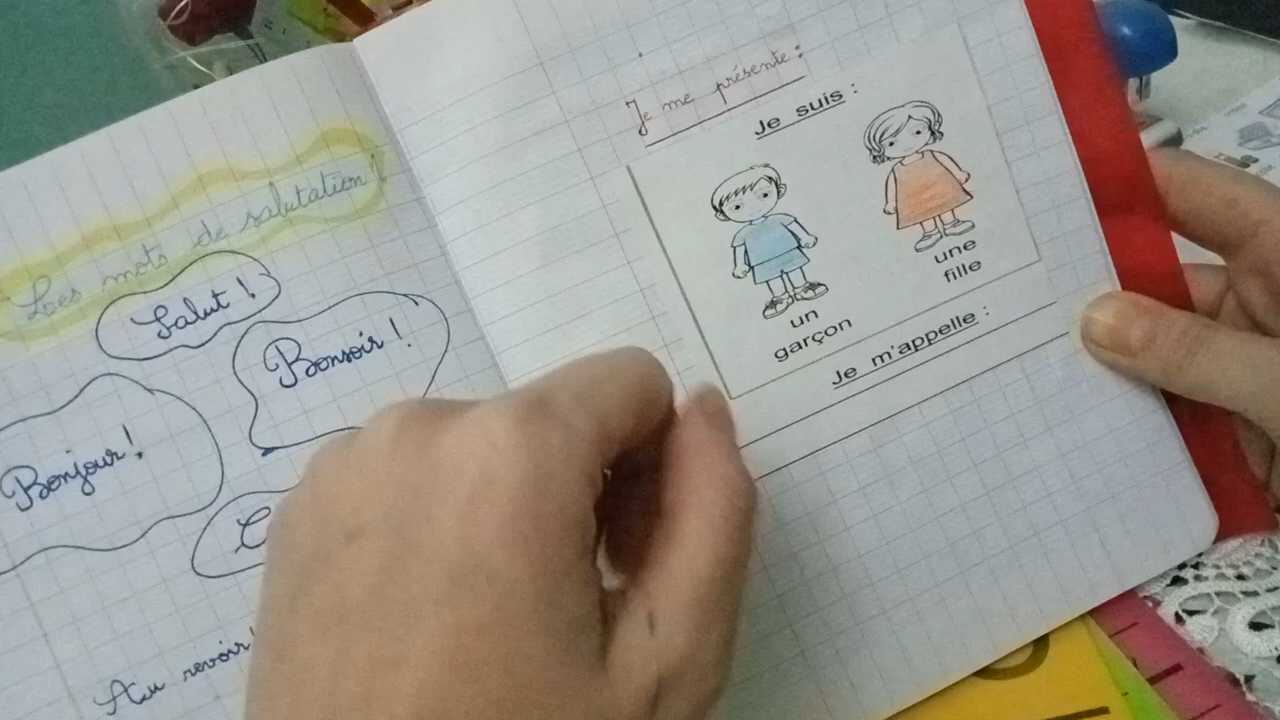 Les mots de salutation !
Salut !
Bonsoir !
Bonjour !
Au revoir !
Je me présente :
Je suis :
un
garçon
une
fille
Je m'appelle :